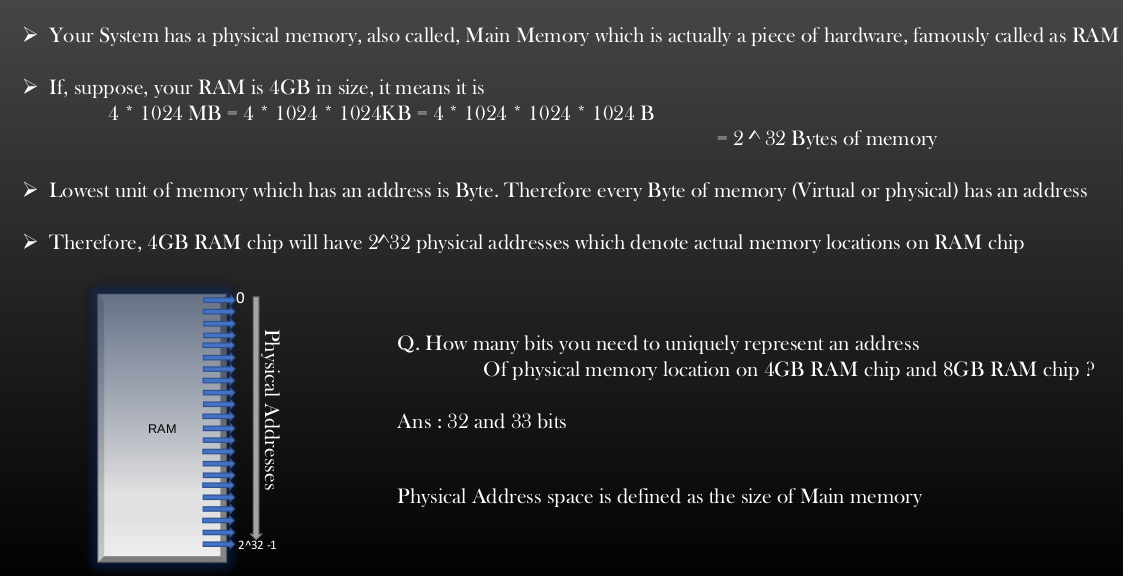 ➢ Your System has a physical memory, also called, Main Memory which is actually a piece of hardware, famously called as RAM
➢ If, suppose, your RAM is 4GB in size, it means it is
4 * 1024 MB = 4 * 1024 * 1024KB = 4 * 1024 * 1024 * 1024 B
= 2 ^ 32 Bytes of memory
➢ Lowest unit of memory which has an address is Byte. Therefore every Byte of memory (Virtual or physical) has an address
➢ Therefore, 4GB RAM chip will have 2^32 physical addresses which denote actual memory locations on RAM chip
0
RAM
Physical Addresses
2^32 -1
Q. How many bits you need to uniquely represent an address
Of physical memory location on 4GB RAM chip and 8GB RAM chip ?
Ans : 32 and 33 bits
Physical Address space is defined as the size of Main memory